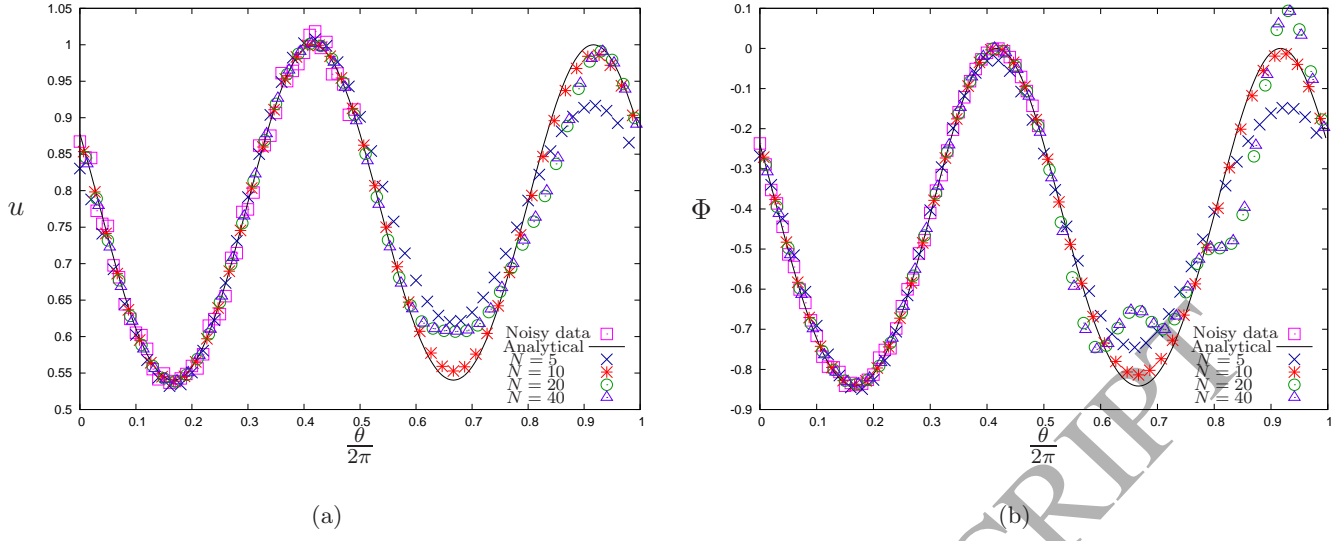 1.05
1
0.95
0.9
0.85
0.8
0.75
0.7
0.65
0.6
0.55
0.5
u
0 0.1 0.2 0.3 0.4 0.5 0.6 0.7 0.8 0.9 1
θ
2π
Noisy data
Analytical
N = 5
N = 10
N = 20
N = 40
(a)
0.1
0
-0.1
-0.2
-0.3
-0.4
-0.5
-0.6
-0.7
-0.8
-0.9
Φ
0 0.1 0.2 0.3 0.4 0.5 0.6 0.7 0.8 0.9 1
θ
2π
Noisy data
Analytical
N = 5
N = 10
N = 20
N = 40
(b)
CRIPT